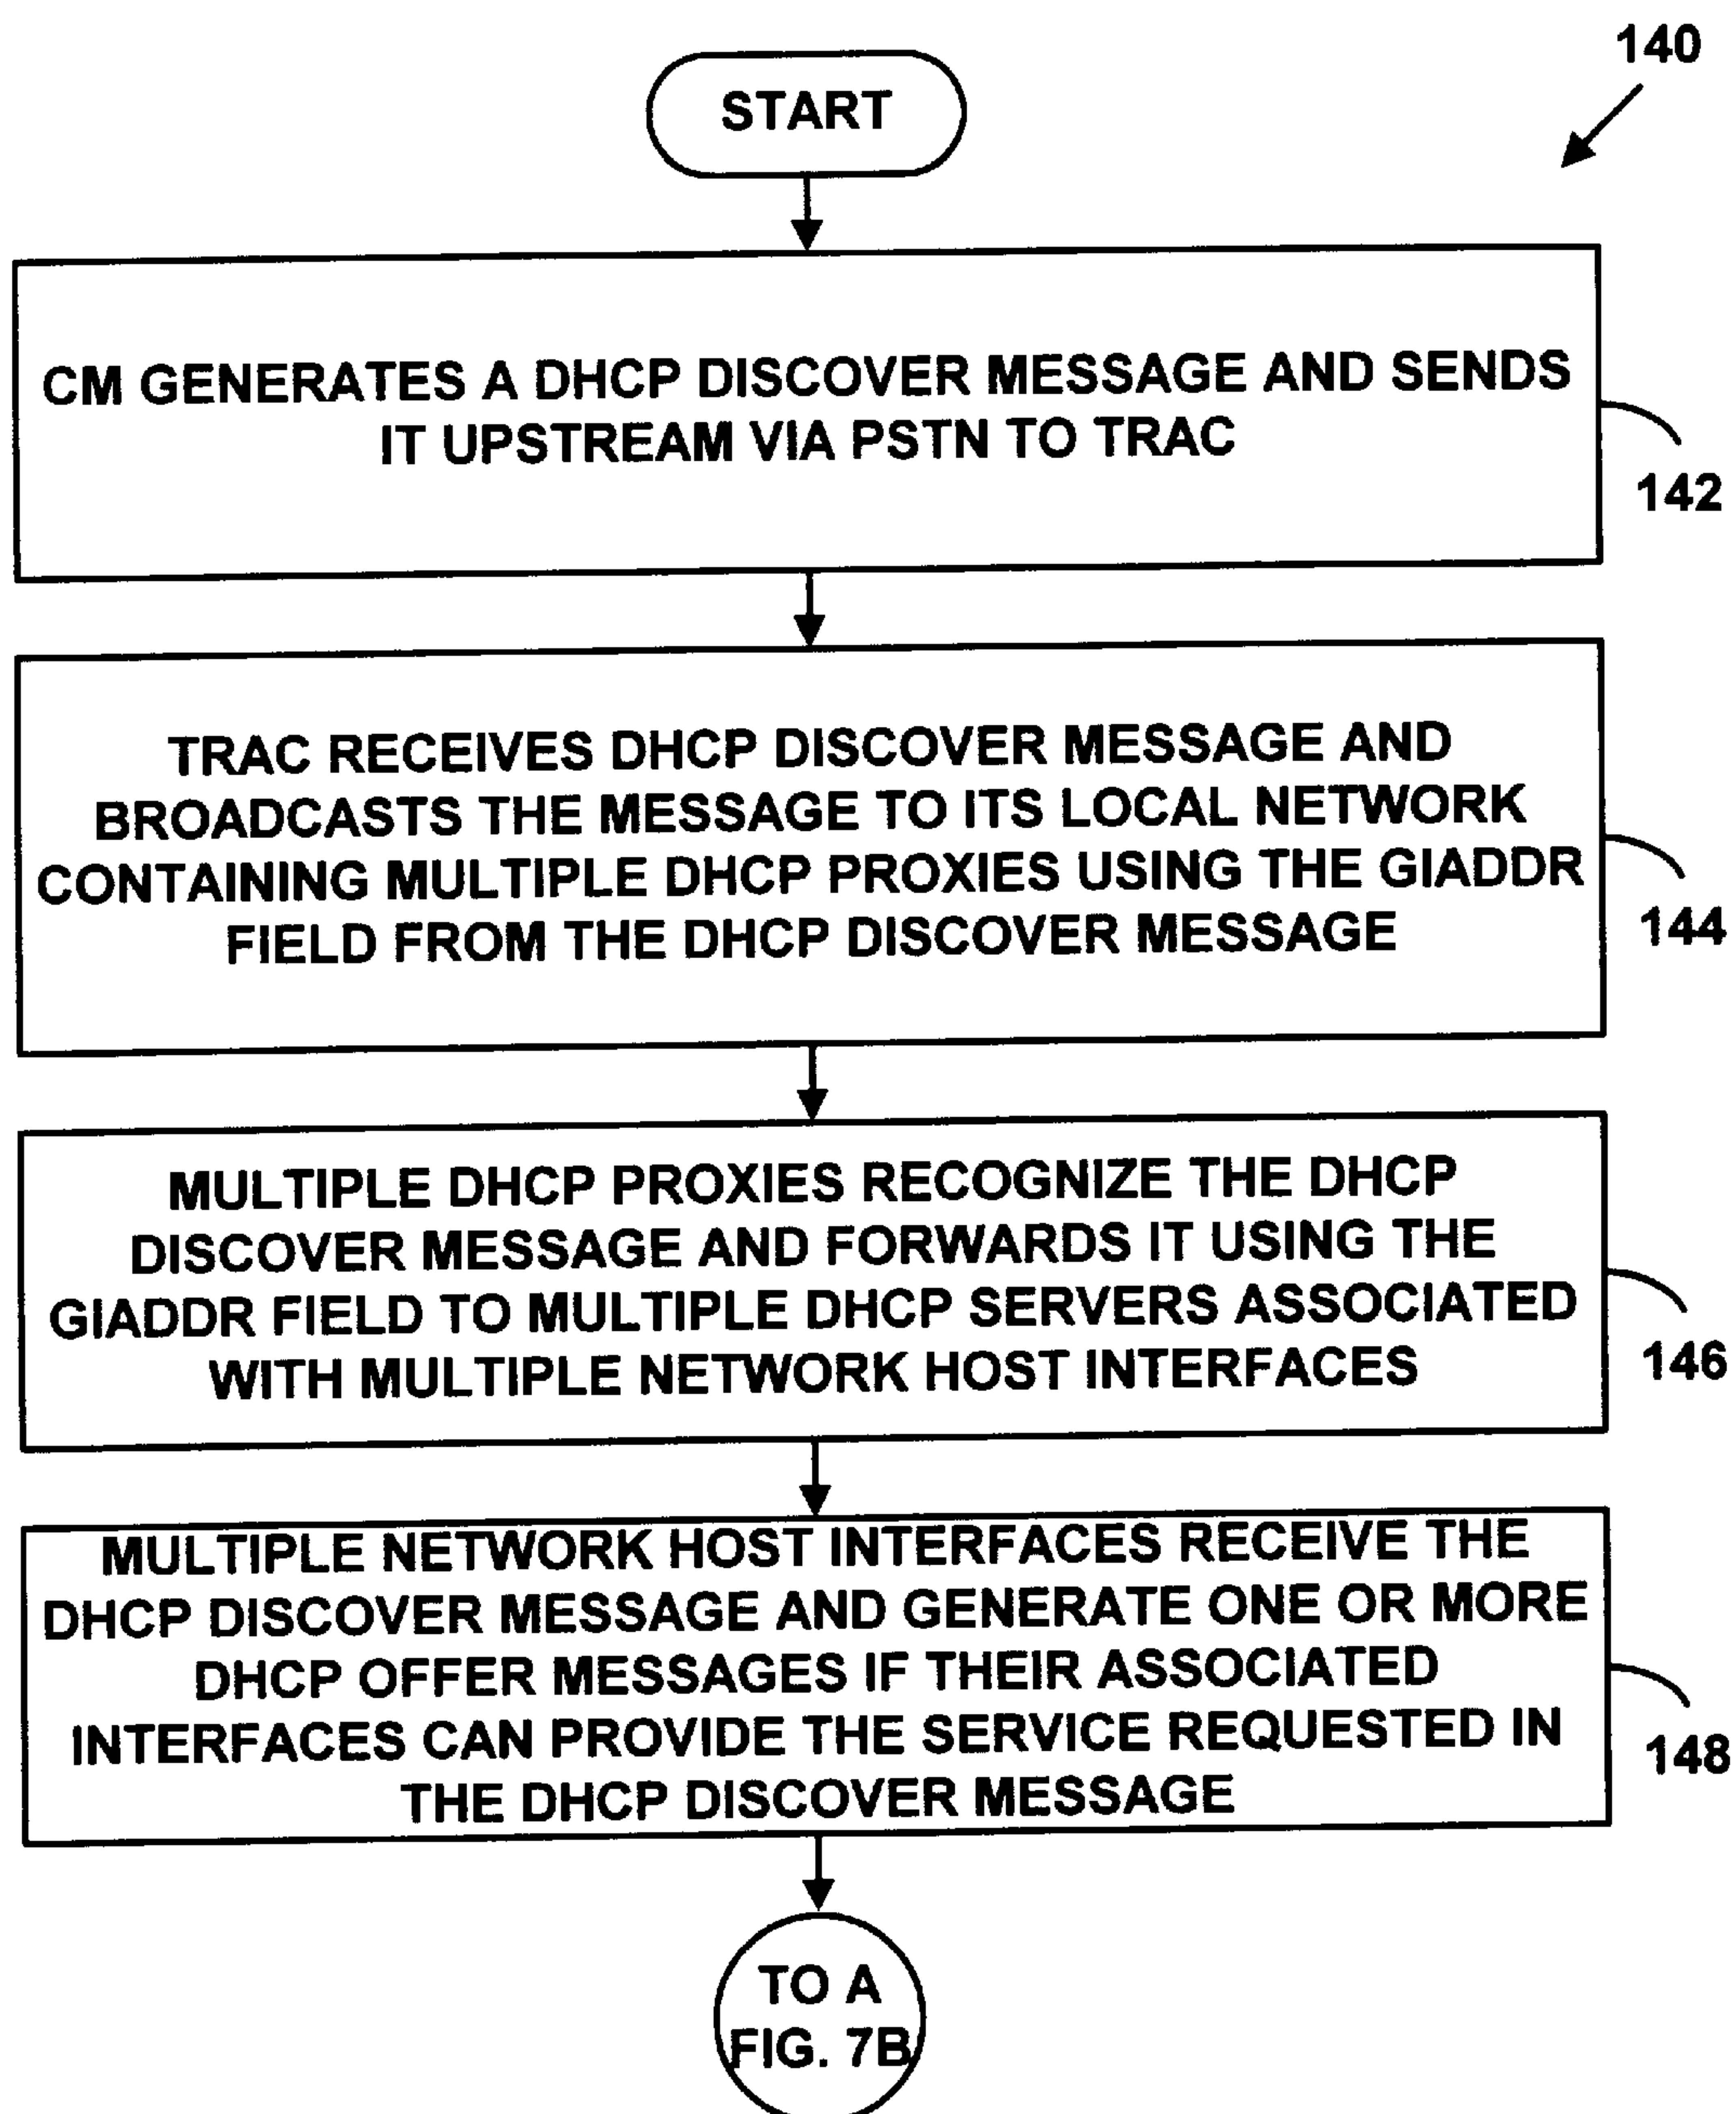 140
START
CM GENERATES A DHCP DISCOVER MESSAGE AND SENDS
IT UPSTREAM VIA PSTN TO TRAC
142
TRAC RECEIVES DHCP DISCOVER MESSAGE AND
BROADCASTS THE MESSAGE TO ITS LOCAL NETWORK
CONTAINING MULTIPLE DHCP PROXIES USING THE GIADDR
FIELD FROM THE DHCP DISCOVER MESSAGE
144
MULTIPLE DHCP PROXIES RECOGNIZE THE DHCP
DISCOVER MESSAGE AND FORWARDS IT USING THE
GIADDR FIELD TO MULTIPLE DHCP SERVERS ASSOCIATED
WITH MULTIPLE NETWORK HOST INTERFACES
146
MULTIPLE NETWORK HOST INTERFACES RECEIVE THE
DHCP DISCOVER MESSAGE AND GENERATE ONE OR MORE
DHCP OFFER MESSAGES IF THEIR ASSOCIATED
INTERFACES CAN PROVIDE THE SERVICE REQUESTED IN
THE DHCP DISCOVER MESSAGE
148
TO A
FIG. 7B